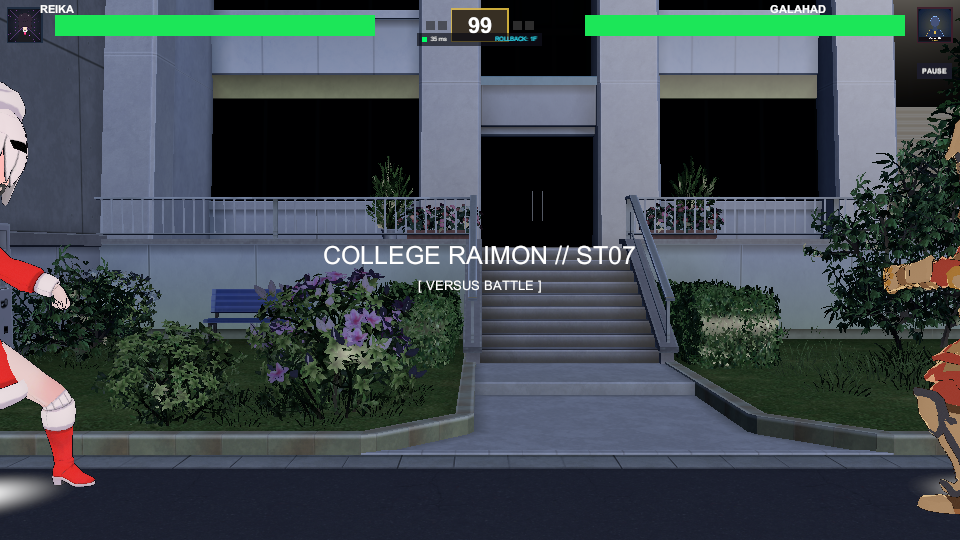 REIKA
GALAHAD
99
35 ms
ROLLBACK: 1F
PAUSE
COLLEGE RAIMON // ST07
[ VERSUS BATTLE ]